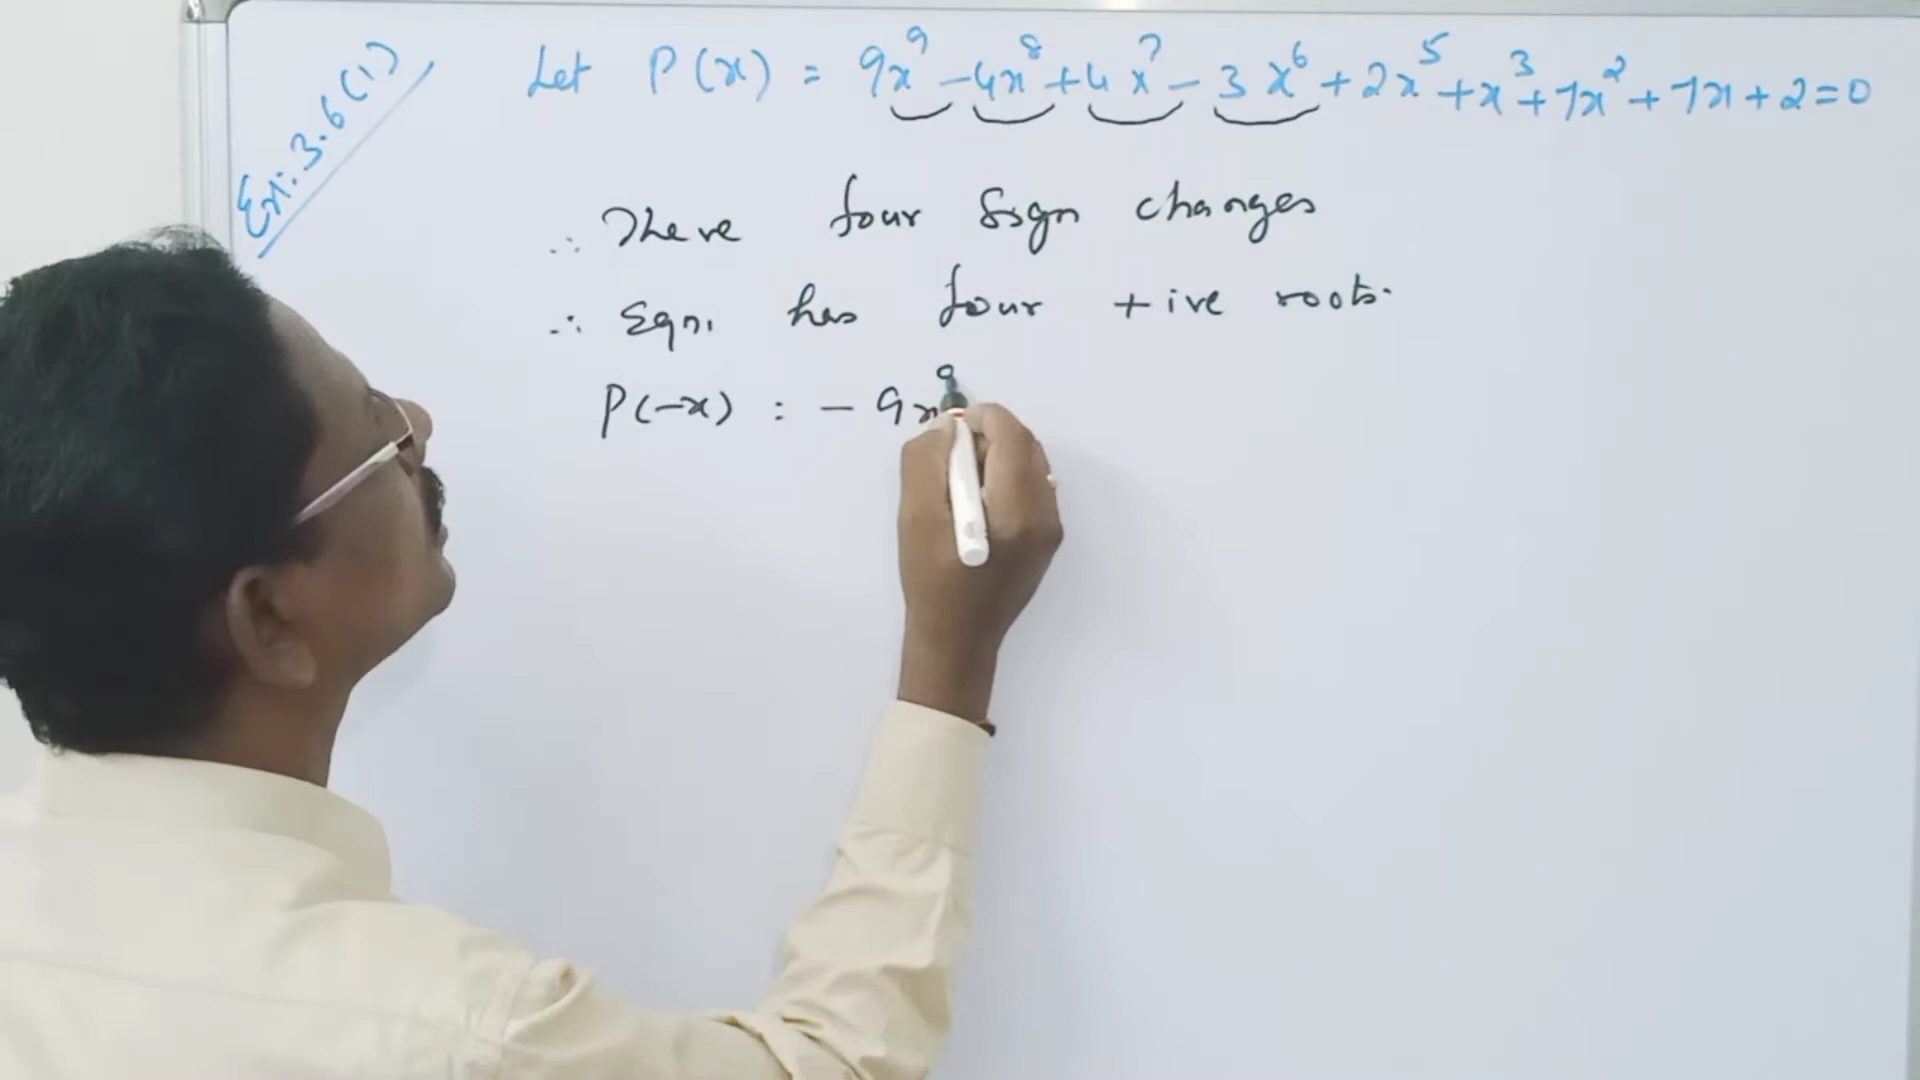 Ex: 3.6 (1)
Let P(x) = 9x⁹ - 4x⁸ + 4x⁷ - 3x⁶ + 2x⁵ + x³ + 7x² + 7x + 2 = 0
∴ There four sign changes
∴ Eqn. has four +ive roots.
P(-x) : - 9x⁹